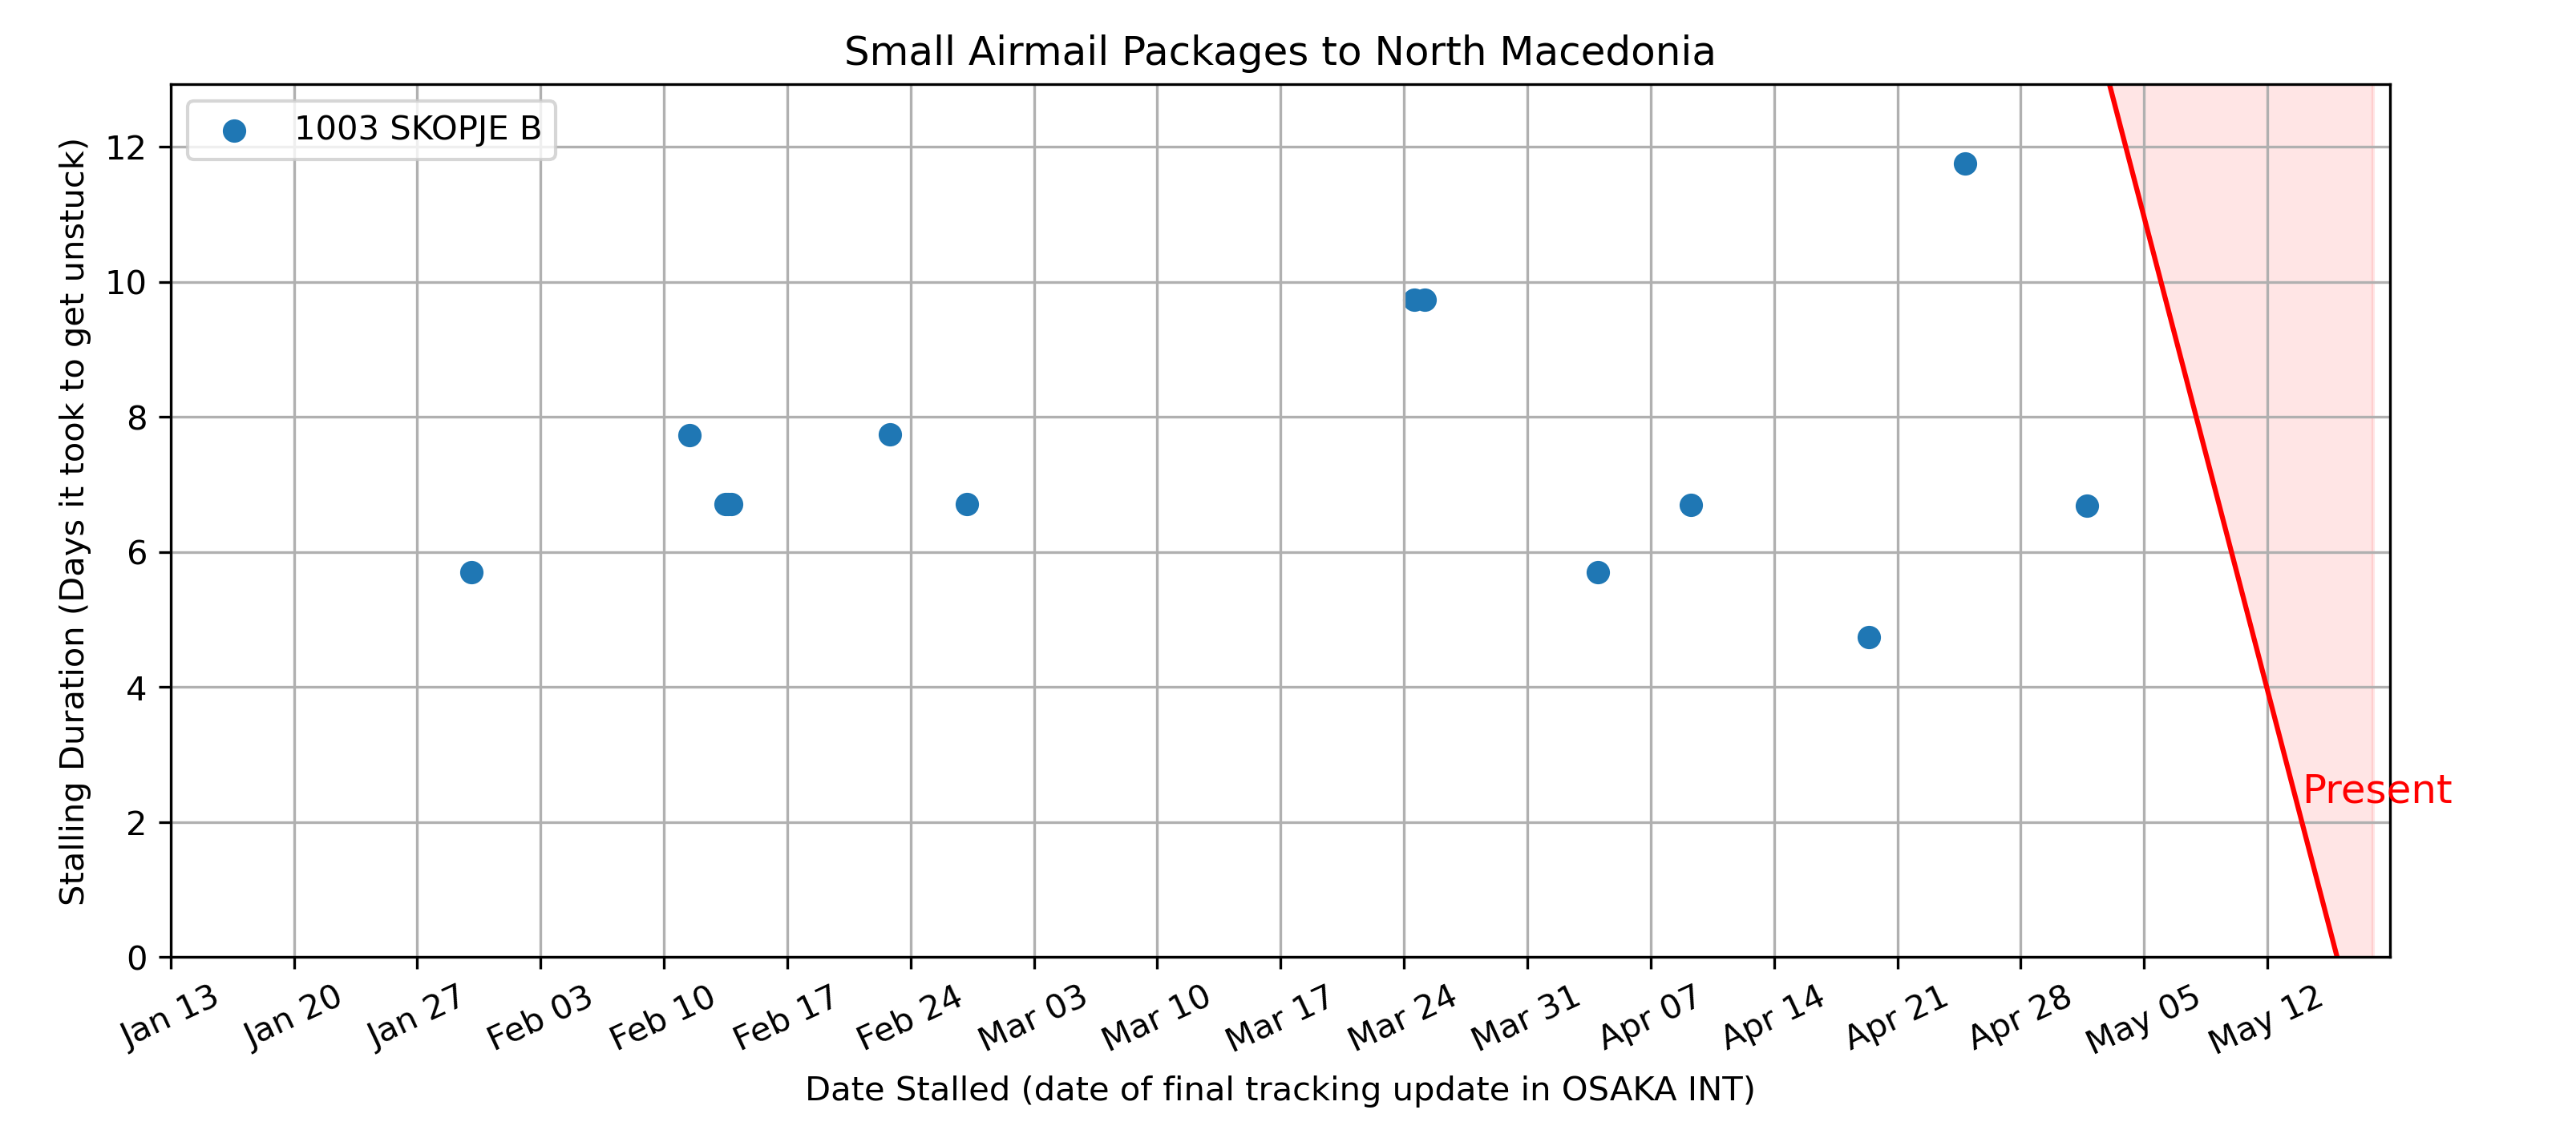 Small Airmail Packages to North Macedonia
1003 SKOPJE B
Stalling Duration (Days it took to get unstuck)
12
10
8
6
4
2
0
Present
Jan 13
Jan 20
Jan 27
Feb 03
Feb 10
Feb 17
Feb 24
Mar 03
Mar 10
Mar 17
Mar 24
Mar 31
Apr 07
Apr 14
Apr 21
Apr 28
May 05
May 12
Date Stalled (date of final tracking update in OSAKA INT)